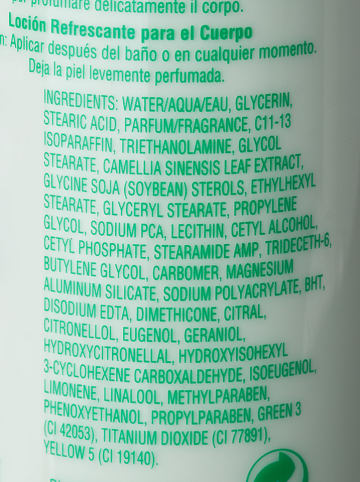 profumare delicatamente il corpo.
Loción Refrescante para el Cuerpo
n: Aplicar después del baño o en cualquier momento.
Deja la piel levemente perfumada.
INGREDIENTS: WATER/AQUA/EAU, GLYCERIN,
STEARIC ACID, PARFUM/FRAGRANCE, C11-13
ISOPARAFFIN, TRIETHANOLAMINE, GLYCOL
STEARATE, CAMELLIA SINENSIS LEAF EXTRACT,
GLYCINE SOJA (SOYBEAN) STEROLS, ETHYLHEXYL
STEARATE, GLYCERYL STEARATE, PROPYLENE
GLYCOL, SODIUM PCA, LECITHIN, CETYL ALCOHOL,
CETYL PHOSPHATE, STEARAMIDE AMP, TRIDECETH-6,
BUTYLENE GLYCOL, CARBOMER, MAGNESIUM
ALUMINUM SILICATE, SODIUM POLYACRYLATE, BHT,
DISODIUM EDTA, DIMETHICONE, CITRAL,
CITRONELLOL, EUGENOL, GERANIOL,
HYDROXYCITRONELLAL, HYDROXYISOHEXYL
3-CYCLOHEXENE CARBOXALDEHYDE, ISOEUGENOL,
LIMONENE, LINALOOL, METHYLPARABEN,
PHENOXYETHANOL, PROPYLPARABEN, GREEN 3
(CI 42053), TITANIUM DIOXIDE (CI 77891),
YELLOW 5 (CI 19140).